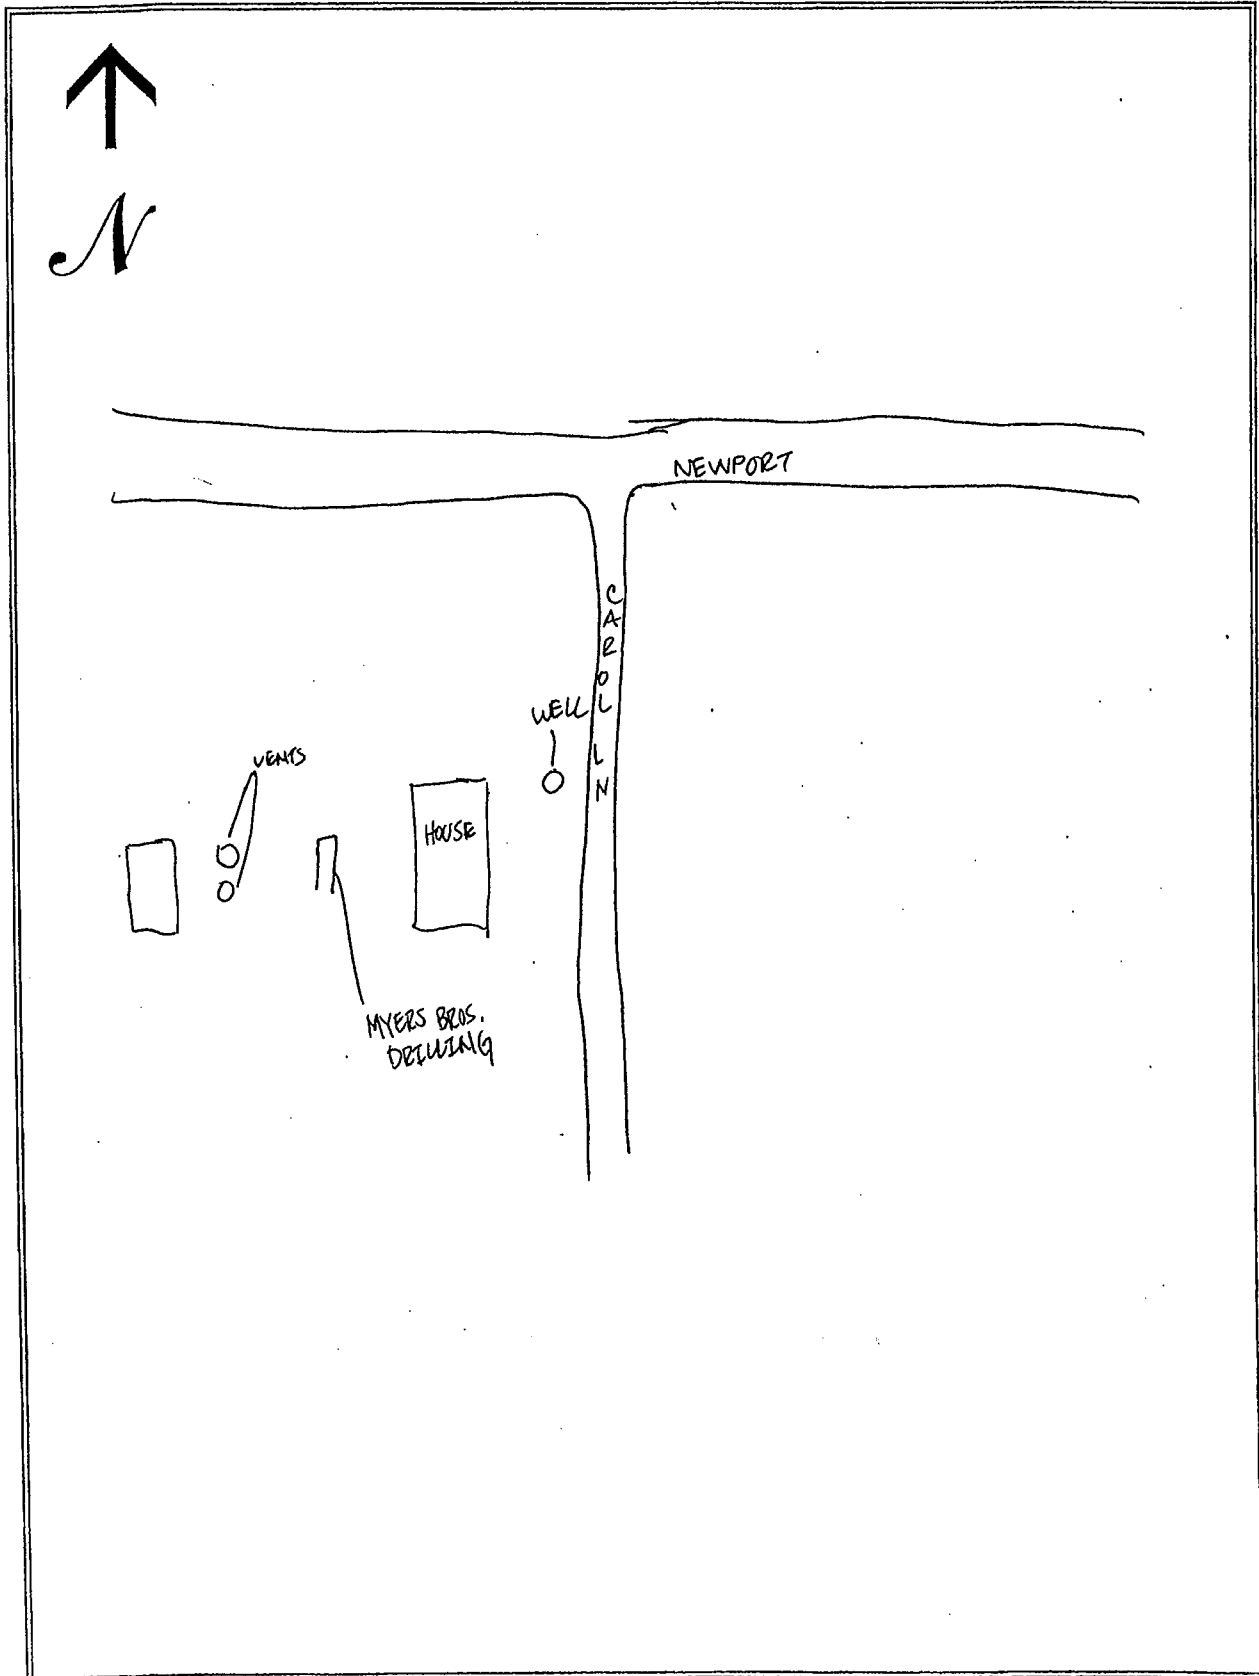 N
NEWPORT
CAROL LN
WELL
VENTS
HOUSE
MYERS BROS.
DRILLING